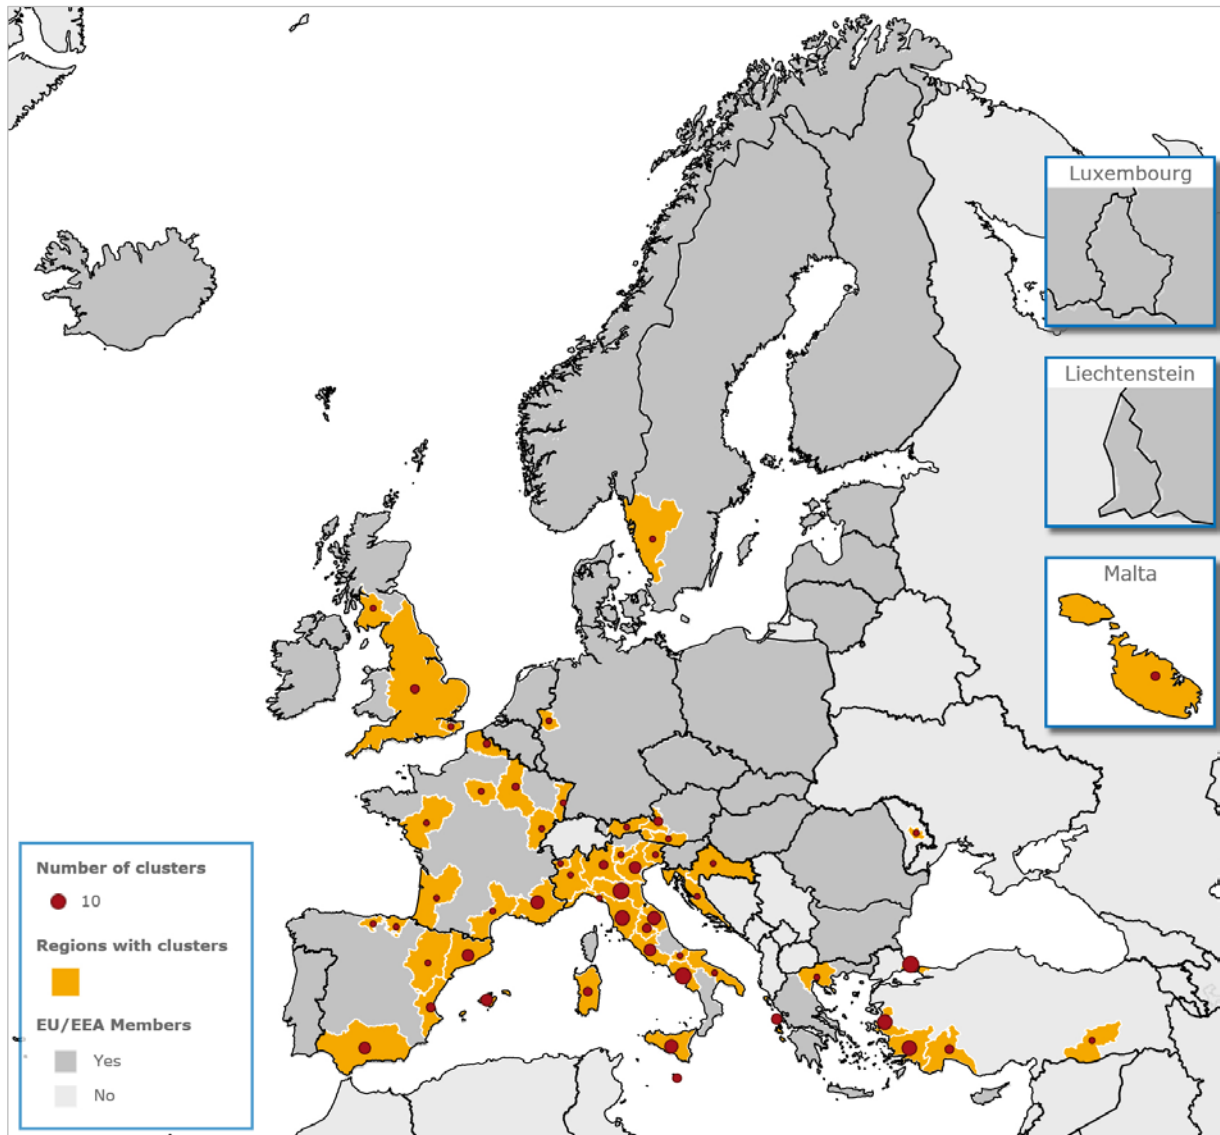 Luxembourg
Liechtenstein
Malta
Number of clusters
10
Regions with clusters
EU/EEA Members
Yes
No